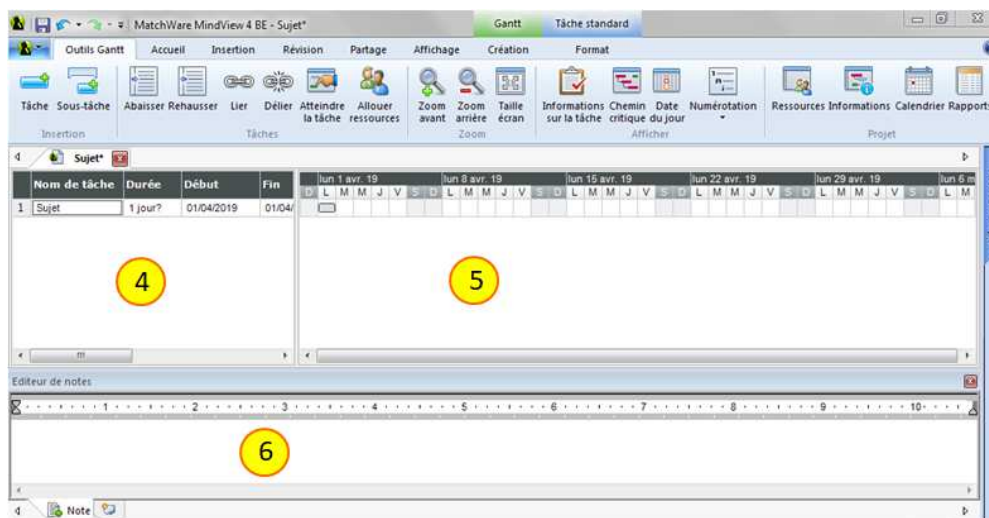 MatchWare MindView 4 BE - Sujet*
Gantt
Tâche standard
Outils Gantt Accueil Insertion Révision Partage Affichage Création Format
Tâche Sous-tâche Abaisser Rehausser Lier Délier Atteindre la tâche Allouer ressources Zoom avant Zoom arrière Taille écran Informations sur la tâche Chemin critique Date du jour Numérotation Ressources Informations Calendrier Rapport
Insertion Tâches Zoom Afficher Projet
Sujet*
Nom de tâche Durée Début Fin
lun 1 avr. 19 lun 8 avr. 19 lun 15 avr. 19 lun 22 avr. 19 lun 29 avr. 19 lun 6 m
D L M M J V S D L M M J V S D L M M J V S D L M M J V S D L M M J V S D L M
1 Sujet 1 jour? 01/04/2019 01/04/
4
5
Editeur de notes
1 2 3 4 5 6 7 8 9 10
6
Note